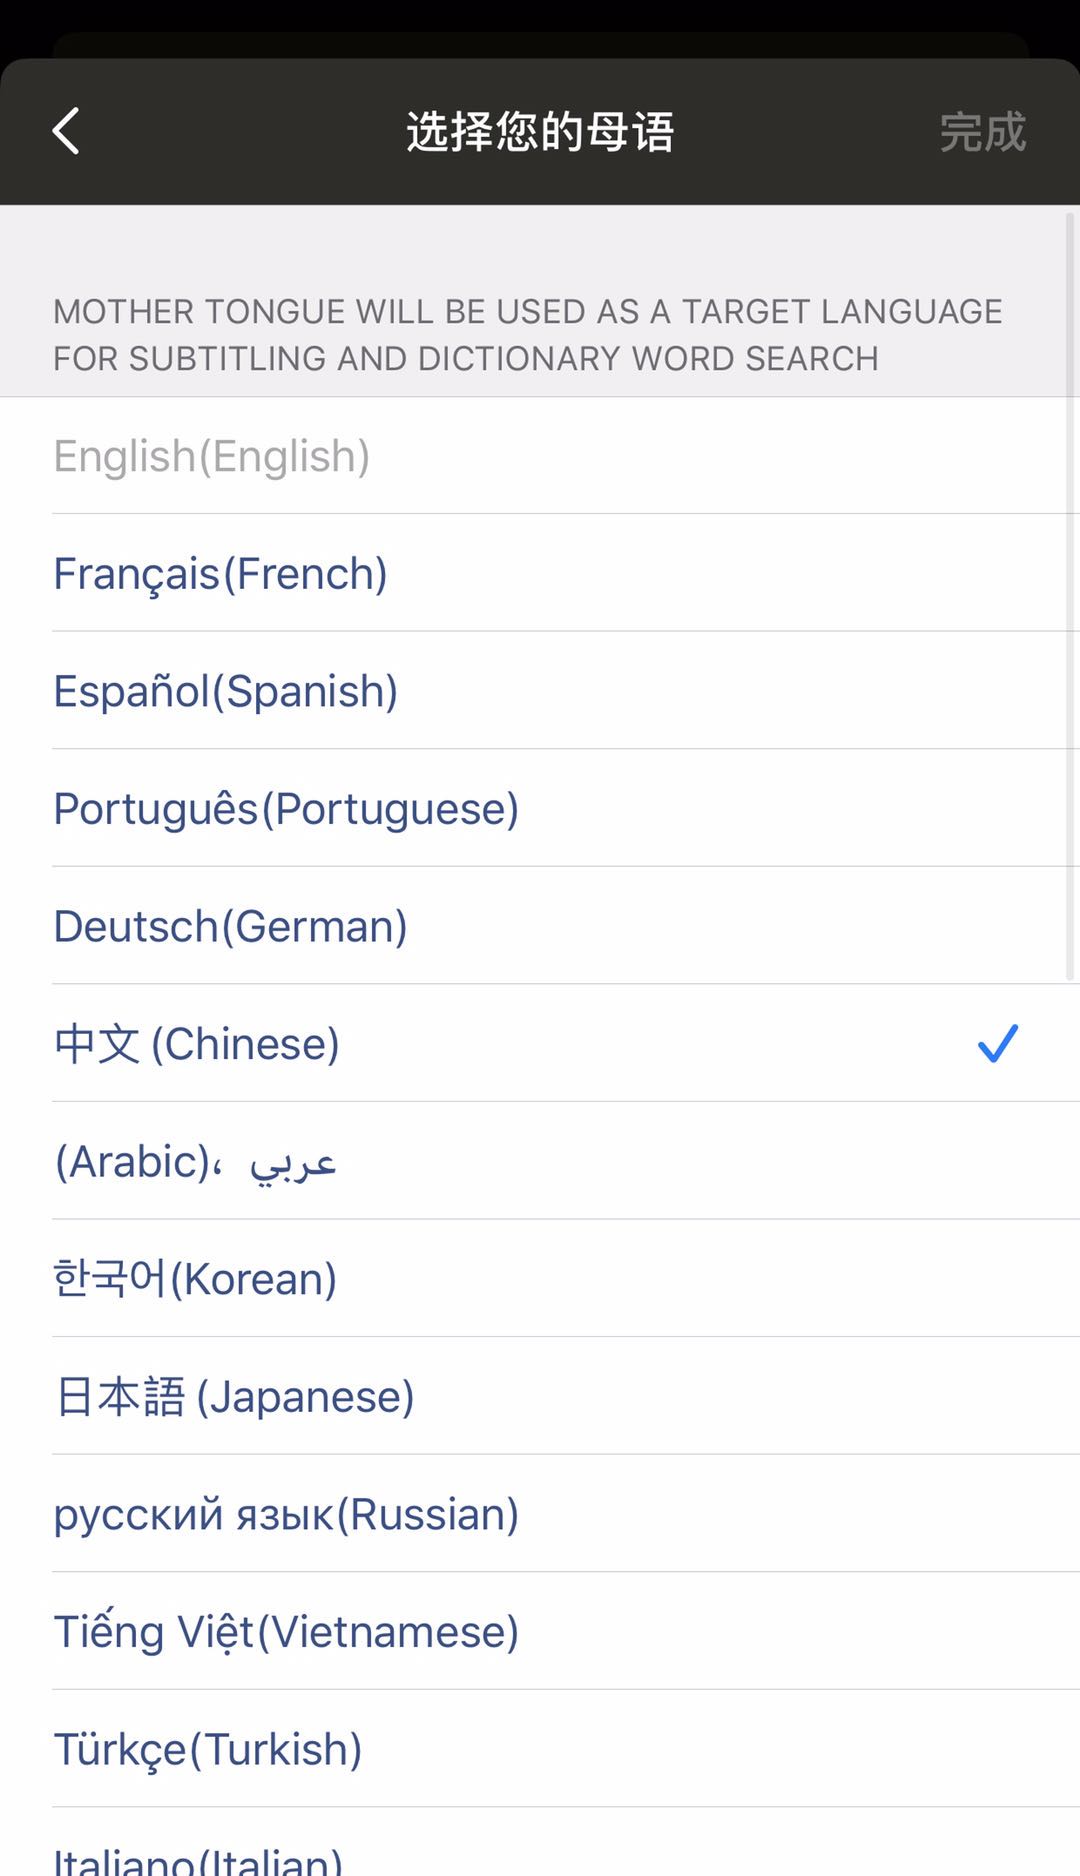 选择您的母语
完成
MOTHER TONGUE WILL BE USED AS A TARGET LANGUAGE
FOR SUBTITLING AND DICTIONARY WORD SEARCH
English(English)
Français(French)
Español(Spanish)
Português(Portuguese)
Deutsch(German)
中文 (Chinese)
(Arabic)، عربي
한국어(Korean)
日本語 (Japanese)
русский язык(Russian)
Tiếng Việt(Vietnamese)
Türkçe(Turkish)
Italiano(Italian)